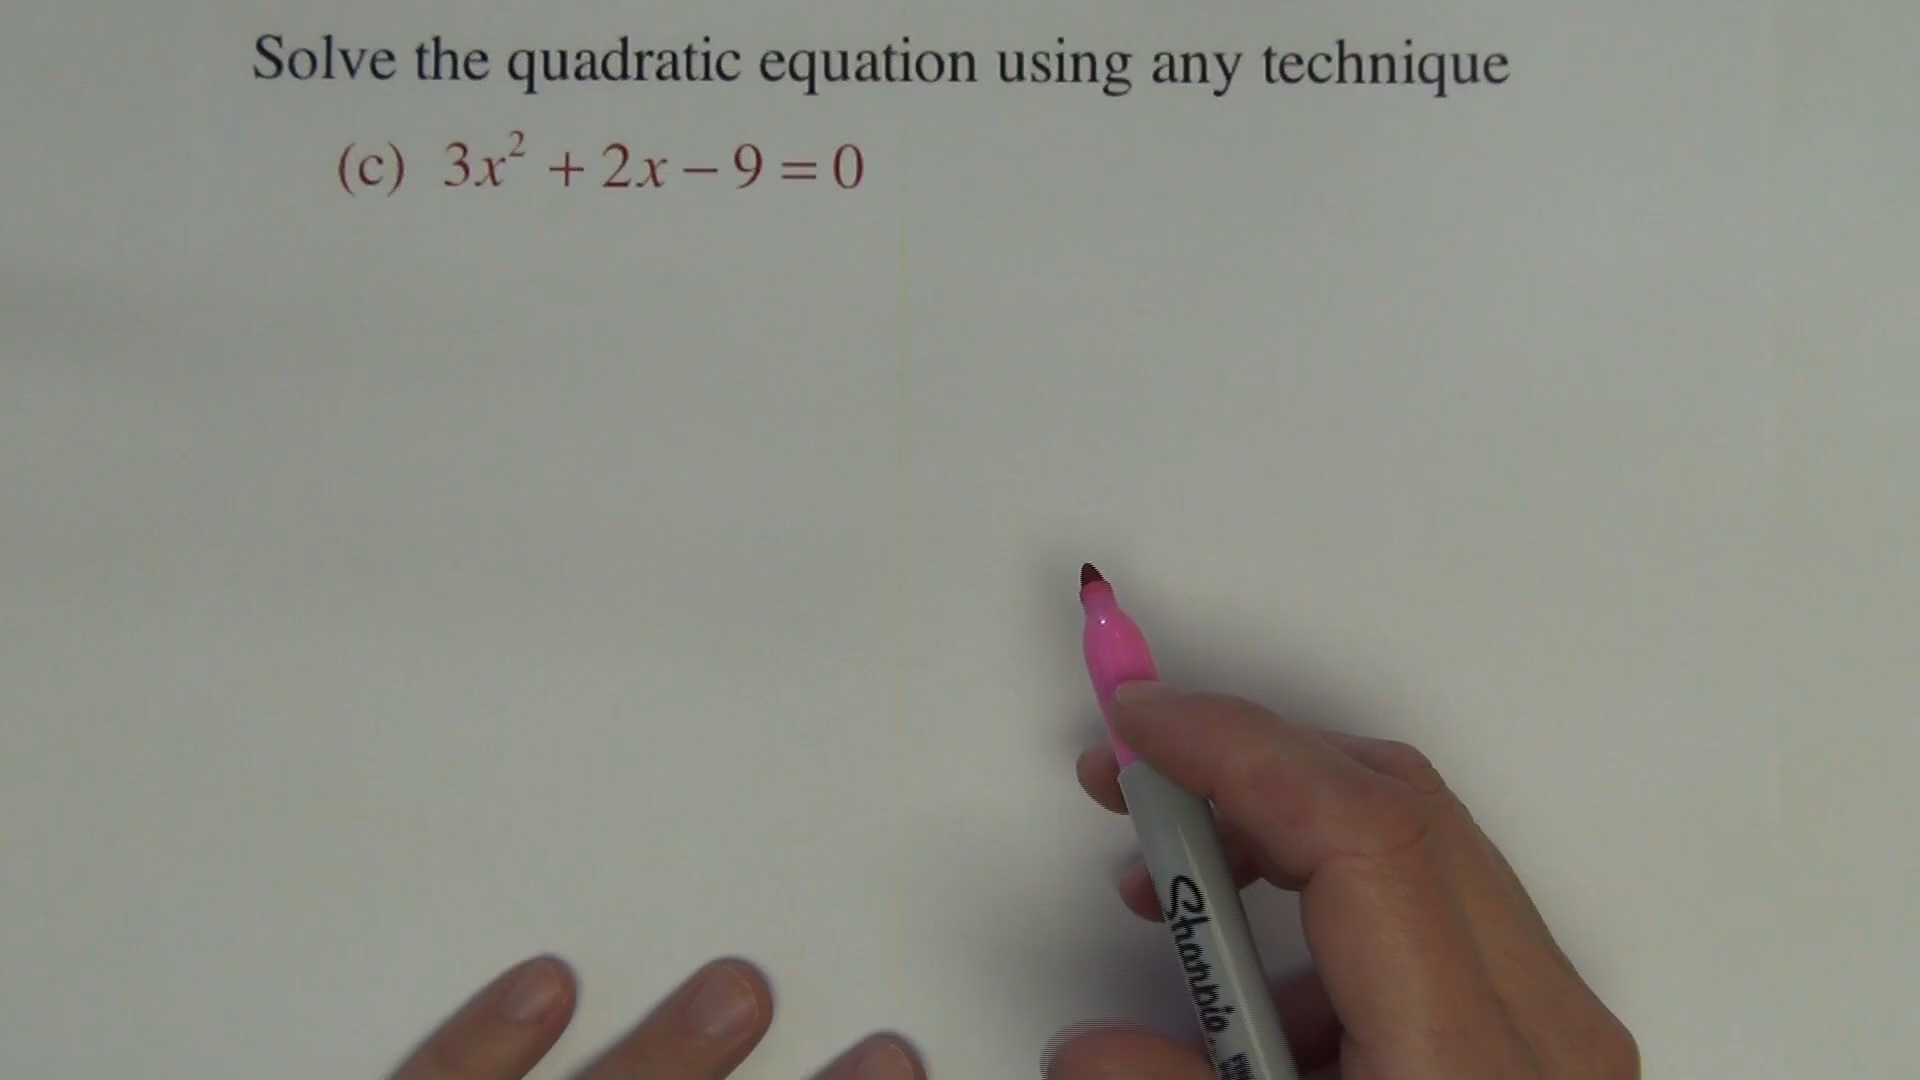 Solve the quadratic equation using any technique
(c) 3x² + 2x − 9 = 0
Sharpie